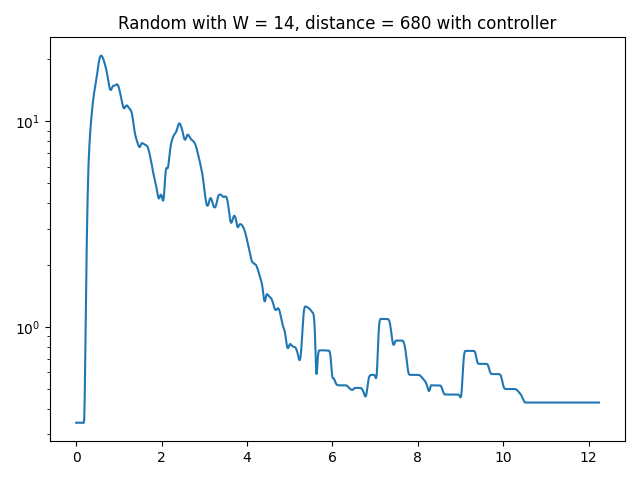 Random with W = 14, distance = 680 with controller
10¹
10⁰
0 2 4 6 8 10 12